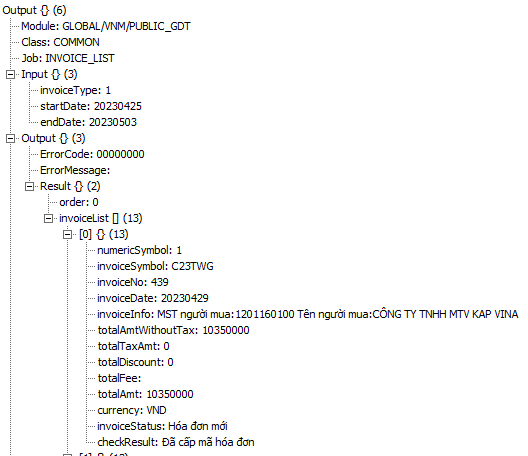 Output {} (6)
Module: GLOBAL/VNM/PUBLIC_GDT
Class: COMMON
Job: INVOICE_LIST
Input {} (3)
invoiceType: 1
startDate: 20230425
endDate: 20230503
Output {} (3)
ErrorCode: 00000000
ErrorMessage:
Result {} (2)
order: 0
invoiceList [] (13)
[0] {} (13)
numericSymbol: 1
invoiceSymbol: C23TWG
invoiceNo: 439
invoiceDate: 20230429
invoiceInfo: MST người mua:1201160100 Tên người mua:CÔNG TY TNHH MTV KAP VINA
totalAmtWithoutTax: 10350000
totalTaxAmt: 0
totalDiscount: 0
totalFee:
totalAmt: 10350000
currency: VND
invoiceStatus: Hóa đơn mới
checkResult: Đã cấp mã hóa đơn